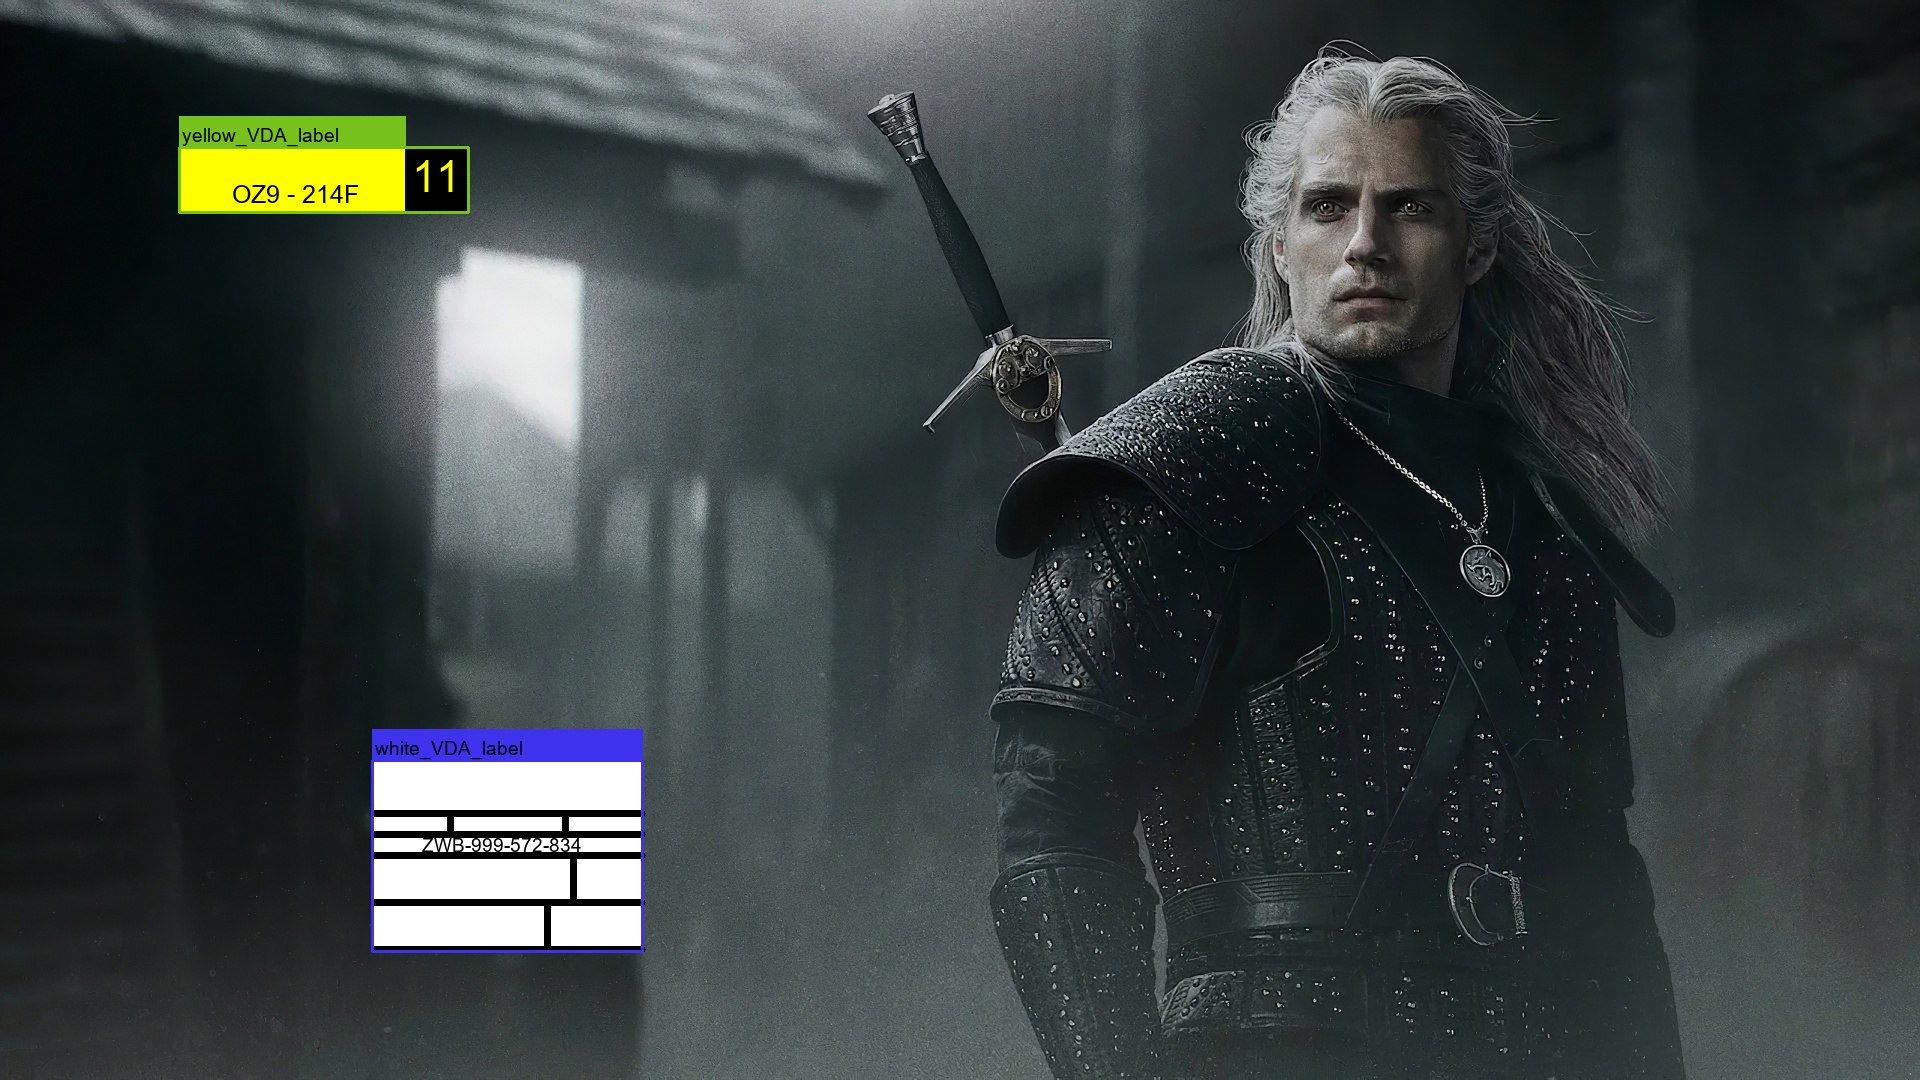 yellow_VDA_label
OZ9 - 214F
11
white_VDA_label
ZWB-999-572-834